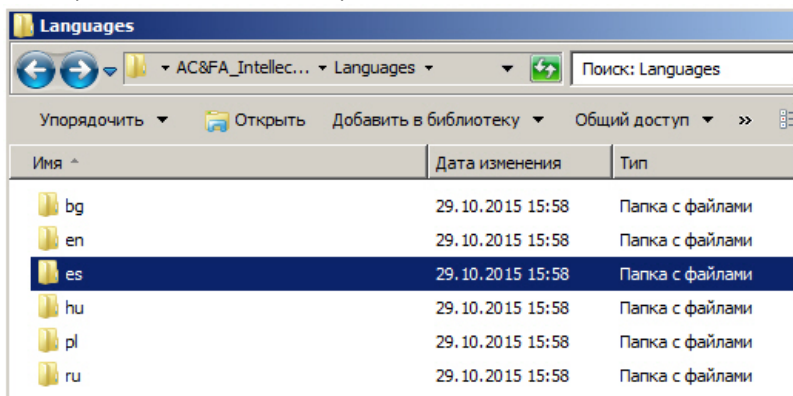 Languages
AC&FA_Intellec... Languages Поиск: Languages
Упорядочить Открыть Добавить в библиотеку Общий доступ »
Имя Дата изменения Тип
bg 29.10.2015 15:58 Папка с файлами
en 29.10.2015 15:58 Папка с файлами
es 29.10.2015 15:58 Папка с файлами
hu 29.10.2015 15:58 Папка с файлами
pl 29.10.2015 15:58 Папка с файлами
ru 29.10.2015 15:58 Папка с файлами